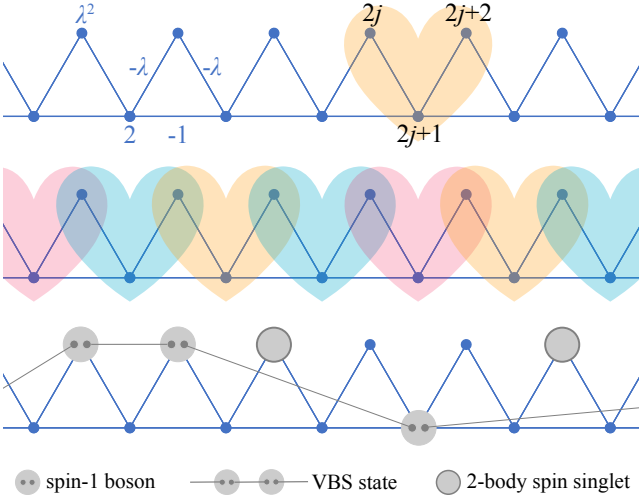 λ² 2j 2j+2
-λ -λ
2 -1 2j+1
spin-1 boson VBS state 2-body spin singlet